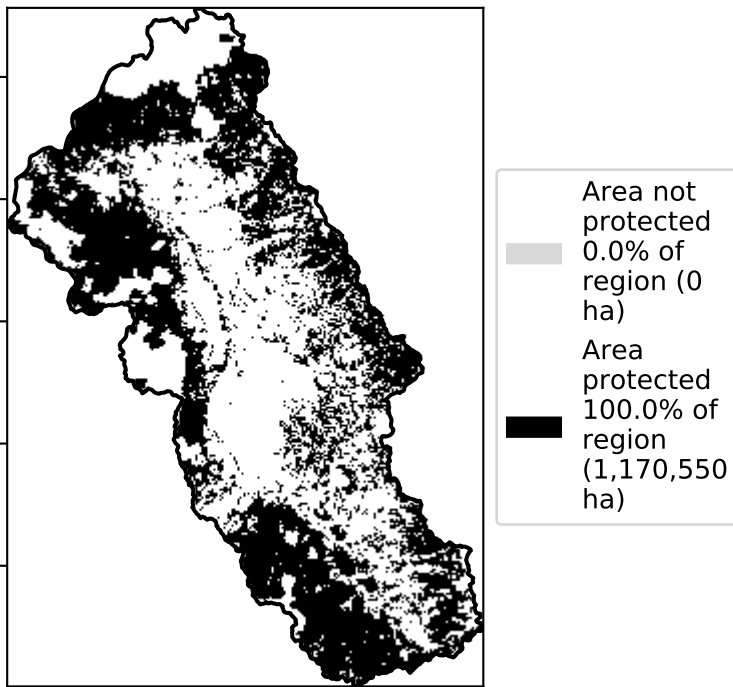 Area not
protected
0.0% of
region (0
ha)
Area
protected
100.0% of
region
(1,170,550
ha)